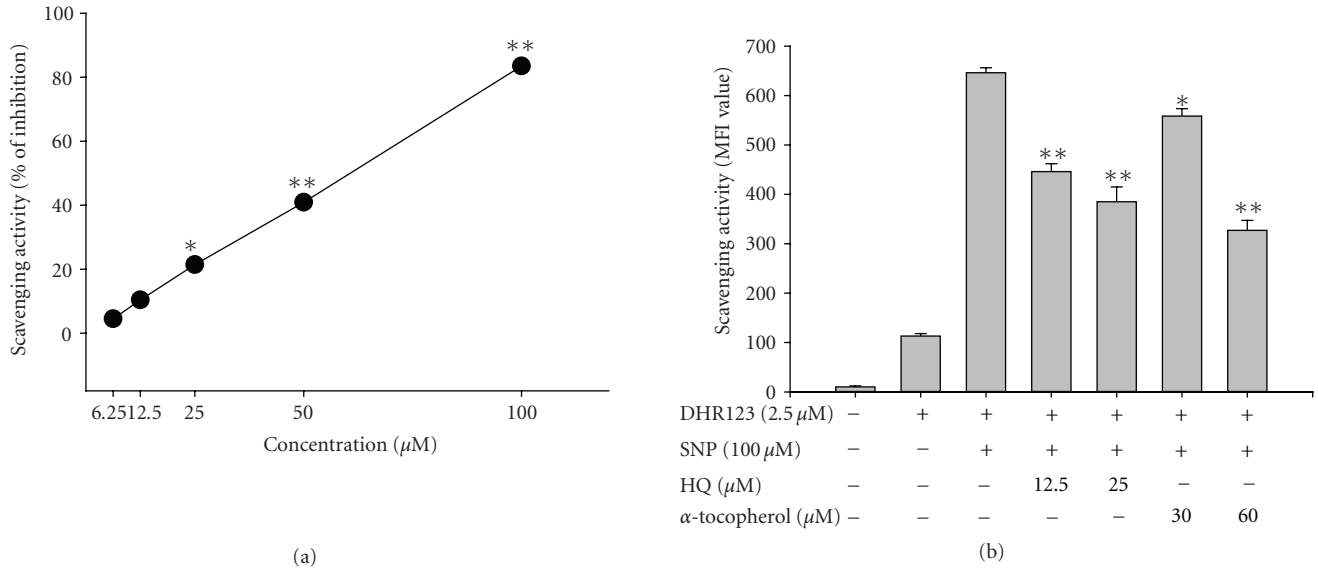 Scavenging activity (% of inhibition)
100
80
60
40
20
0
**
**
*
6.25 12.5 25 50 100
Concentration (μM)
(a)
Scavenging activity (MFI value)
700
600
500
400
300
200
100
0
** ** * **
DHR123 (2.5 μM) − + + + + + +
SNP (100 μM) − − + + + + +
HQ (μM) − − − 12.5 25 − −
α-tocopherol (μM) − − − − − 30 60
(b)